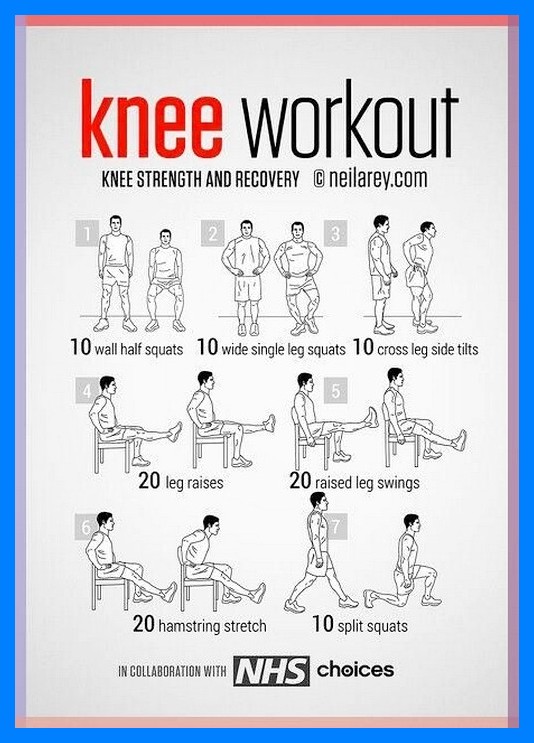 knee workout
KNEE STRENGTH AND RECOVERY © neilarey.com
1 2 3
10 wall half squats 10 wide single leg squats 10 cross leg side tilts
4 5
20 leg raises 20 raised leg swings
6 7
20 hamstring stretch 10 split squats
IN COLLABORATION WITH NHS choices